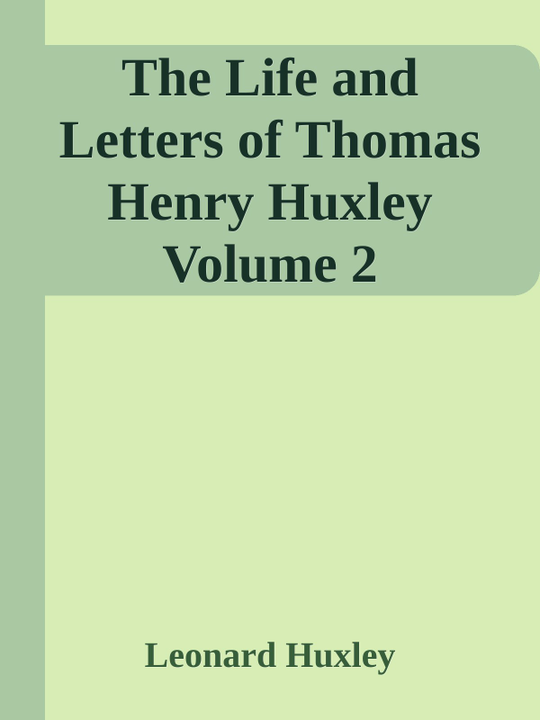 The Life and
Letters of Thomas
Henry Huxley
Volume 2
Leonard Huxley